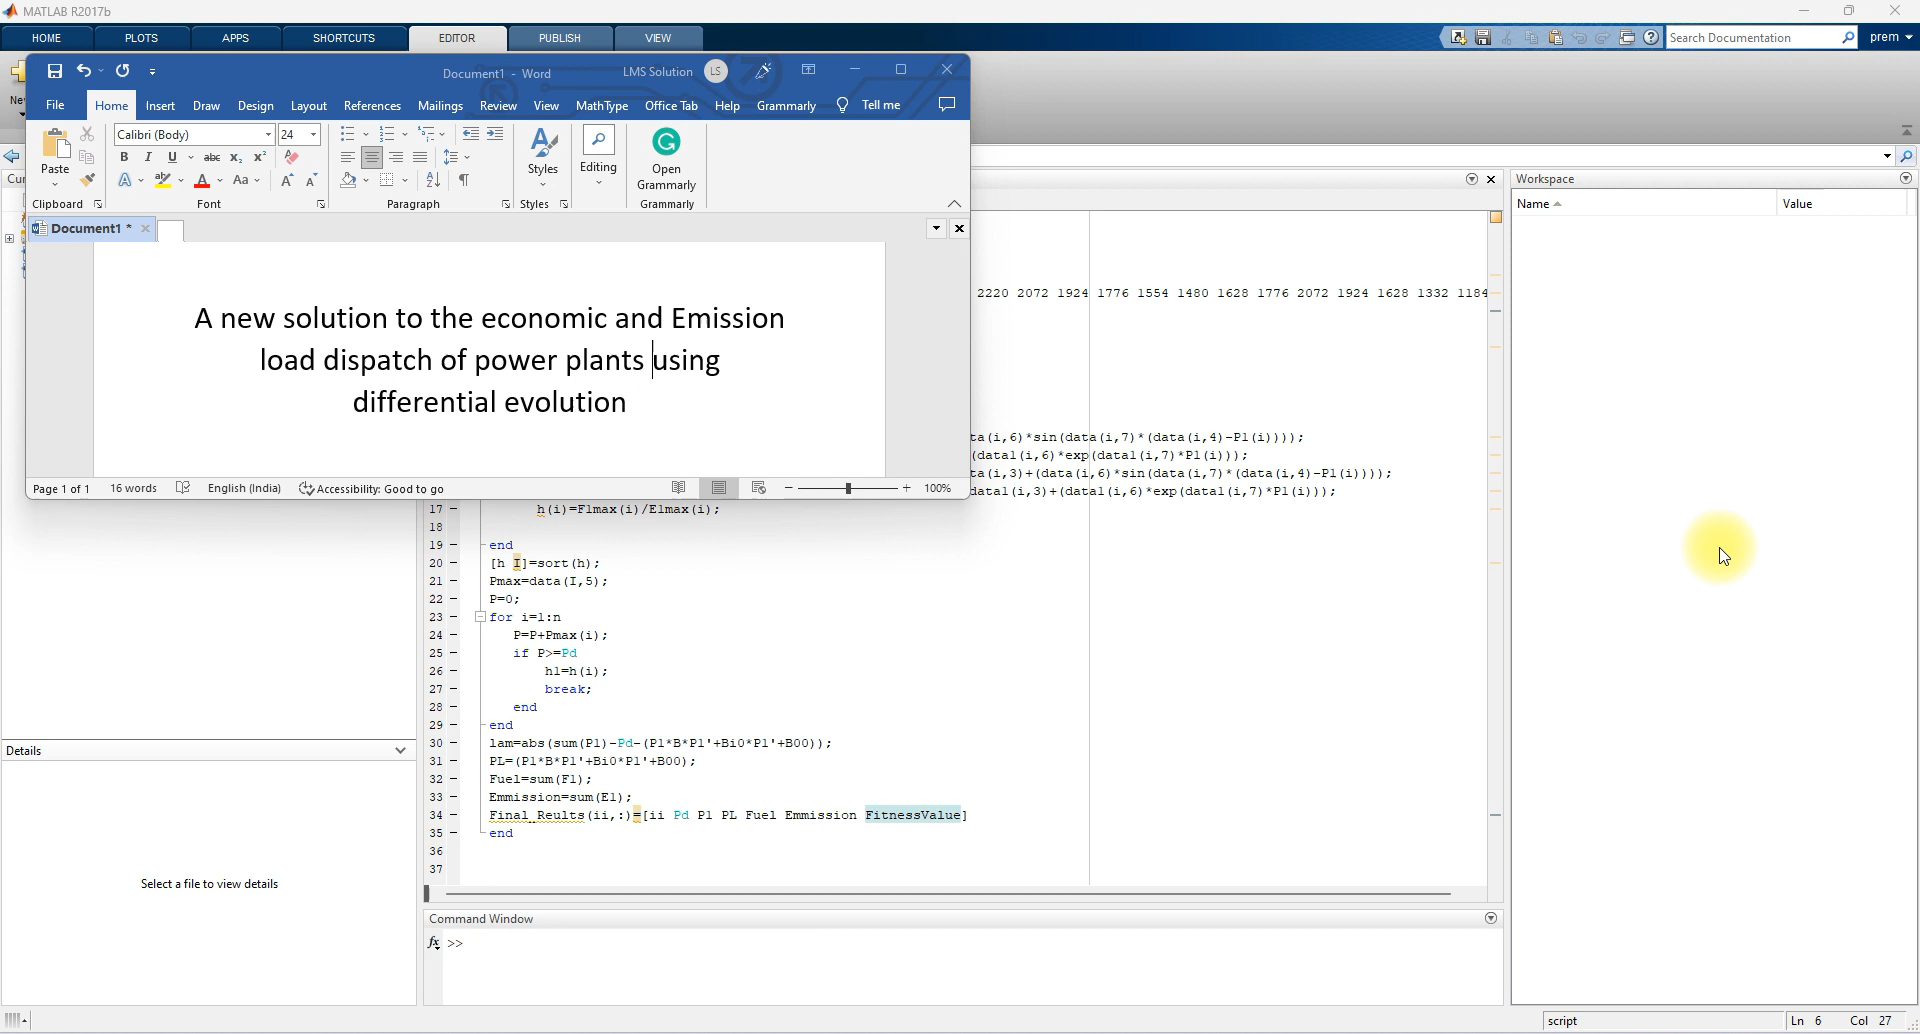 MATLAB R2017b
HOME PLOTS APPS SHORTCUTS EDITOR PUBLISH VIEW
Search Documentation
prem
Document1 - Word
LMS Solution
LS
File Home Insert Draw Design Layout References Mailings Review View MathType Office Tab Help Grammarly Tell me
Calibri (Body) 24
Paste
Styles
Editing
Open
Grammarly
Clipboard Font Paragraph Styles Grammarly
Document1 *
A new solution to the economic and Emission
load dispatch of power plants using
differential evolution
Page 1 of 1 16 words English (India) Accessibility: Good to go 100%
2220 2072 1924 1776 1554 1480 1628 1776 2072 1924 1628 1332 1184
ta(i,6)*sin(data(i,7)*(data(i,4)-P1(i))));
(data1(i,6)*exp(data1(i,7)*P1(i)));
ta(i,3)+(data(i,6)*sin(data(i,7)*(data(i,4)-P1(i))));
data1(i,3)+(data1(i,6)*exp(data1(i,7)*P1(i)));
17 h(i)=F1max(i)/E1max(i);
18
19 end
20 [h I]=sort(h);
21 Pmax=data(I,5);
22 P=0;
23 for i=1:n
24 P=P+Pmax(i);
25 if P>=Pd
26 h1=h(i);
27 break;
28 end
29 end
30 lam=abs(sum(P1)-Pd-(P1*B*P1'+Bi0*P1'+B00));
31 PL=(P1*B*P1'+Bi0*P1'+B00);
32 Fuel=sum(F1);
33 Emmission=sum(E1);
34 Final_Reults(ii,:)=[ii Pd P1 PL Fuel Emmission FitnessValue]
35 end
36
37
Details
Select a file to view details
Command Window
fx >>
Workspace
Name Value
script Ln 6 Col 27